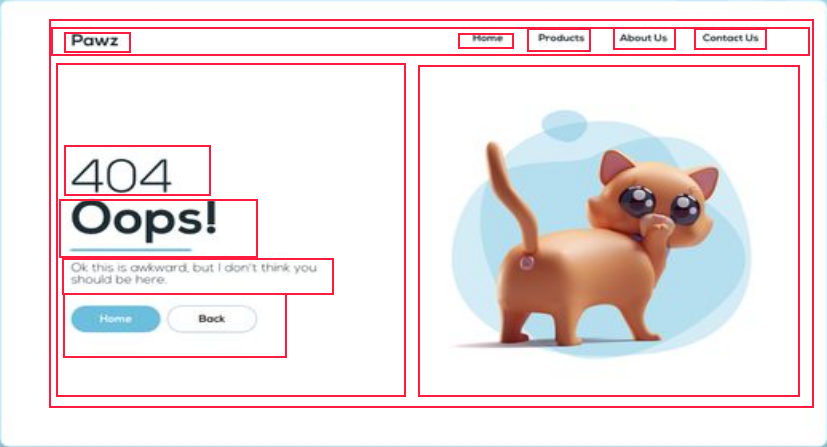 Pawz
Home Products About Us Contact Us
404
Oops!
Ok this is awkward, but I don't think you
should be here.
Home Back